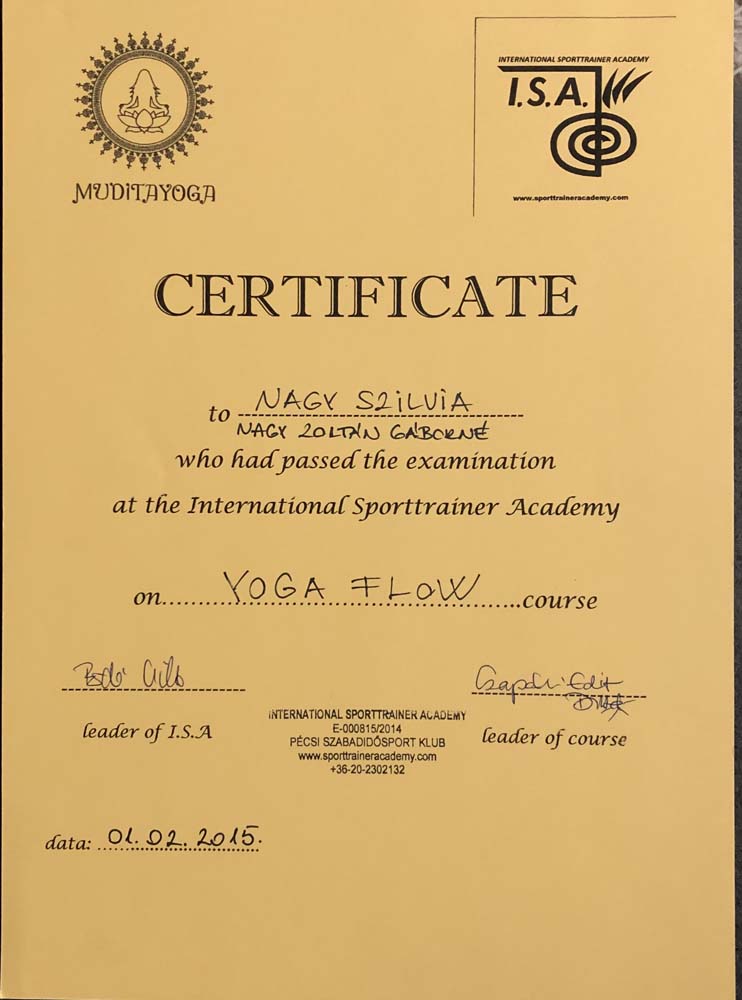 MUDITAYOGA
INTERNATIONAL SPORTTRAINER ACADEMY
I.S.A.
www.sporttraineracademy.com
CERTIFICATE
to NAGY SZILVIA
NAGY ZOLTÁN GÁBORNÉ
who had passed the examination
at the International Sporttrainer Academy
on YOGA FLOW course
Edit
leader of I.S.A
INTERNATIONAL SPORTTRAINER ACADEMY
E-000815/2014
PÉCSI SZABADIDŐSPORT KLUB
www.sporttraineracademy.com
+36-20-2302132
leader of course
data: 01. 02. 2015.